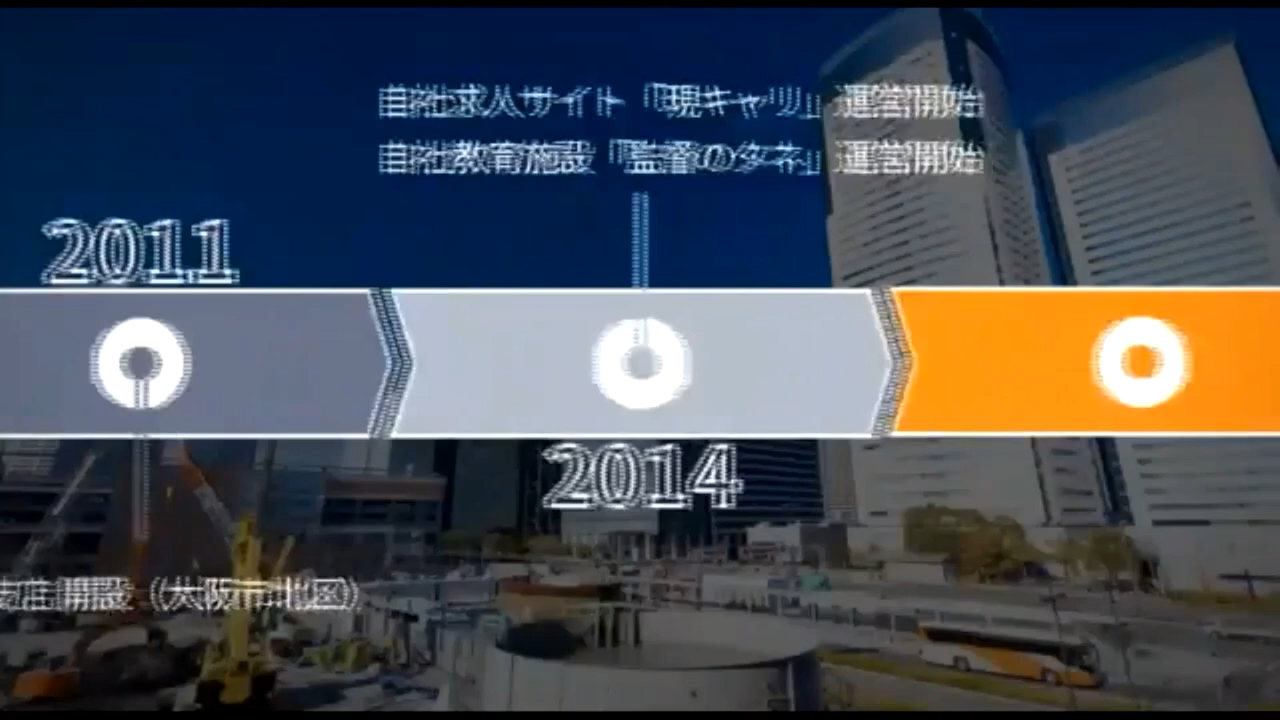 自社求人サイト「現キャリ」運営開始
自社教育施設「監督のタネ」運営開始
2011
2014
開設（大阪市北区）